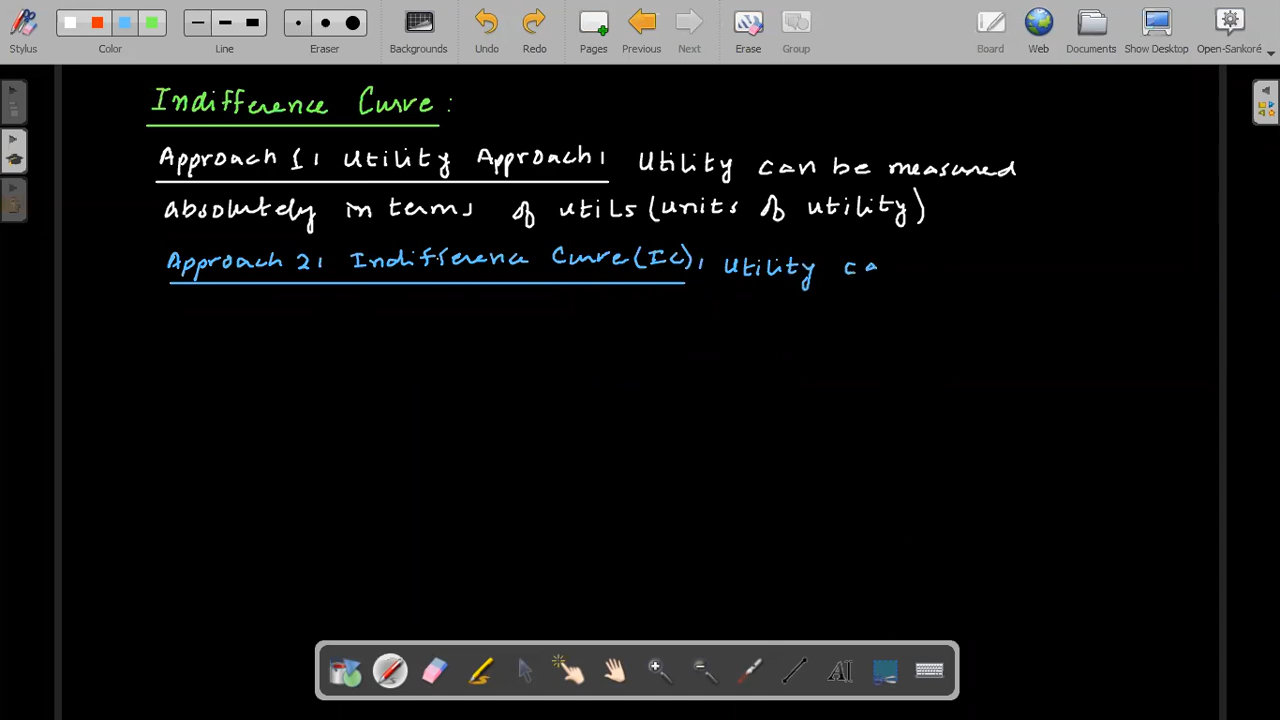 Stylus
Color
Line
Eraser
Backgrounds
Undo
Redo
Pages
Previous
Next
Erase
Group
Board
Web
Documents
Show Desktop
Open-Sankoré
Indifference Curve:
Approach 1: Utility Approach: Utility can be measured
absolutely in terms of utils (units of utility)
Approach 2: Indifference Curve (IC): Utility ca